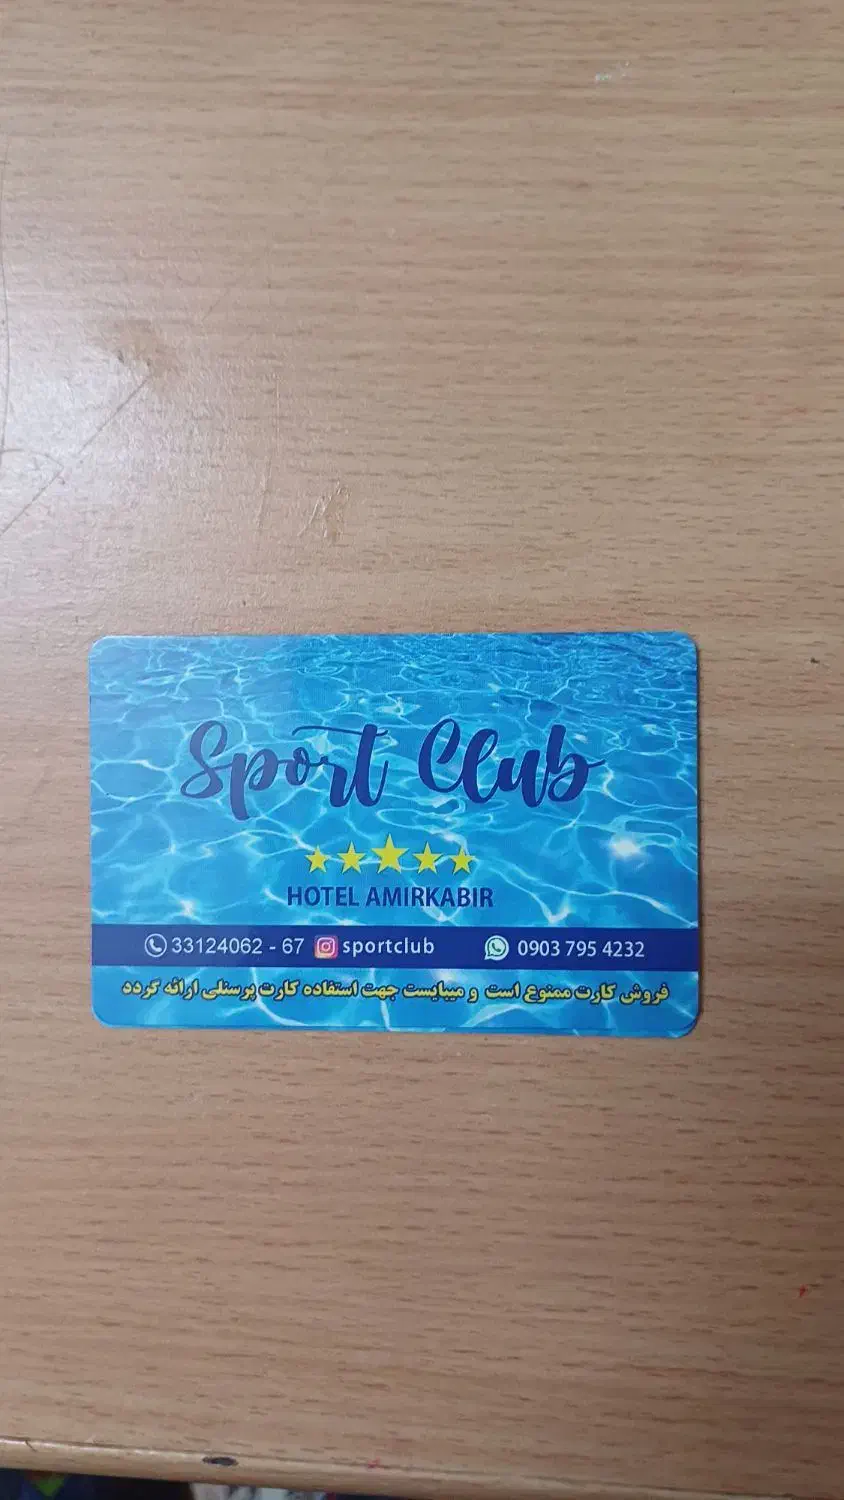 Sport Club
HOTEL AMIRKABIR
33124062 - 67 sportclub 0903 795 4232
فروش کارت ممنوع است و میبایست جهت استفاده کارت پرسنلی ارائه گردد